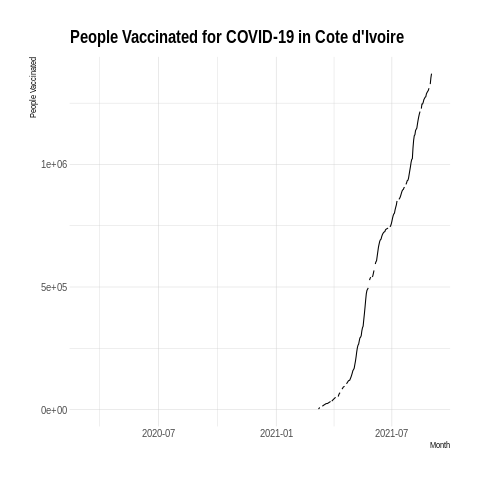 People Vaccinated for COVID-19 in Cote d'Ivoire
People Vaccinated
1e+06
5e+05
0e+00
2020-07
2021-01
2021-07
Month